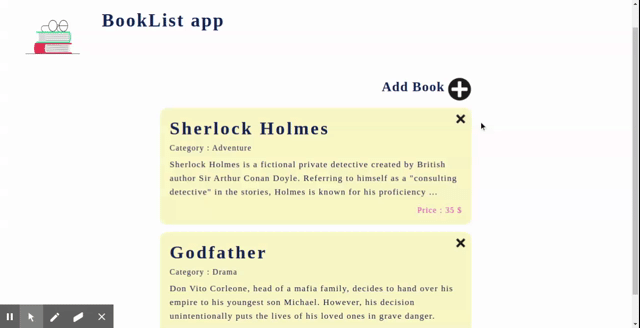 BookList app
Add Book
Sherlock Holmes
Category : Adventure
Sherlock Holmes is a fictional private detective created by British
author Sir Arthur Conan Doyle. Referring to himself as a "consulting
detective" in the stories, Holmes is known for his proficiency ...
Price : 35 $
Godfather
Category : Drama
Don Vito Corleone, head of a mafia family, decides to hand over his
empire to his youngest son Michael. However, his decision
unintentionally puts the lives of his loved ones in grave danger.